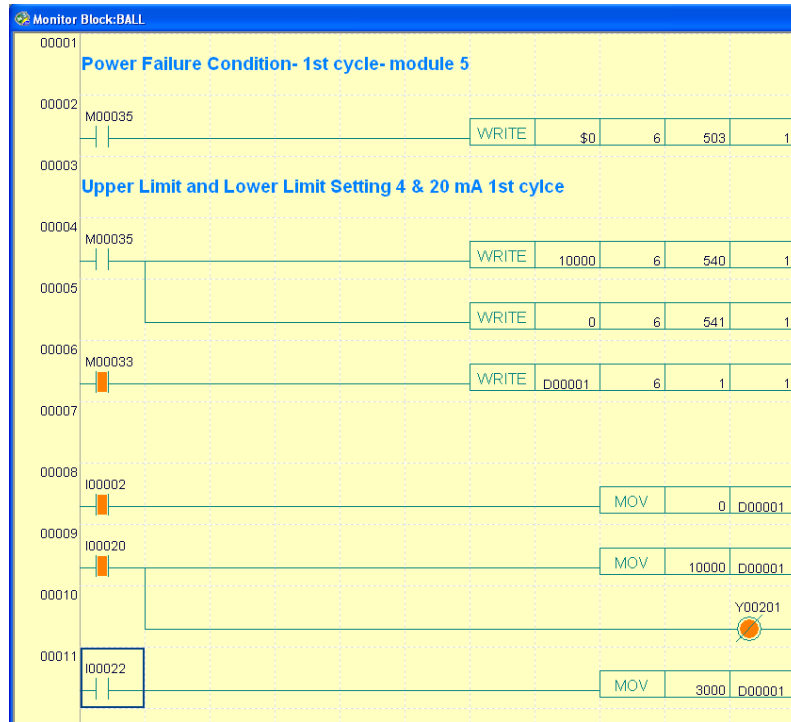 Monitor Block:BALL
00001
Power Failure Condition- 1st cycle- module 5
00002
M00035
WRITE $0 6 503 1
00003
Upper Limit and Lower Limit Setting 4 & 20 mA 1st cylce
00004
M00035
WRITE 10000 6 540 1
00005
WRITE 0 6 541 1
00006
M00033
WRITE D00001 6 1 1
00007
00008
I00002
MOV 0 D00001
00009
I00020
MOV 10000 D00001
00010
Y00201
00011
I00022
MOV 3000 D00001